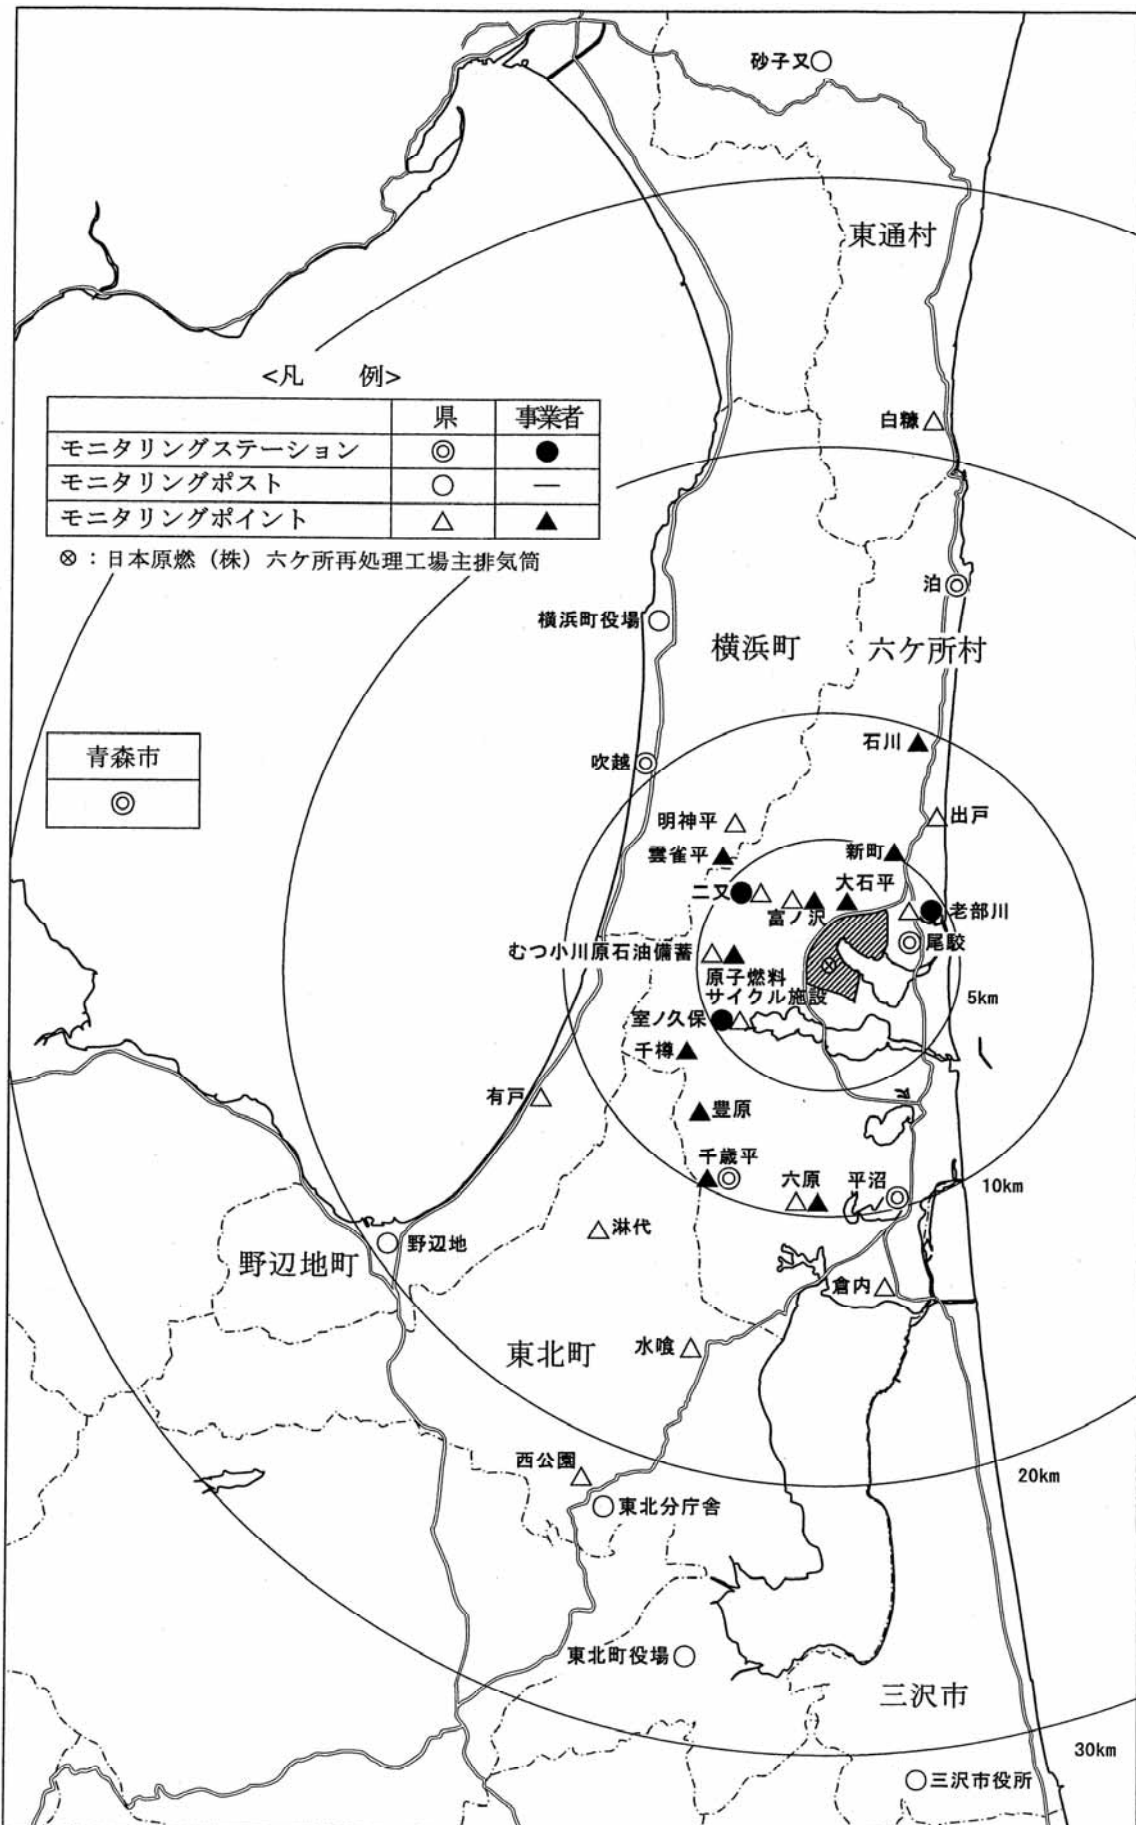 砂子又○
東通村
<凡　例>
県 事業者
モニタリングステーション ◎ ●
モニタリングポスト ○ —
モニタリングポイント △ ▲
⊗：日本原燃（株）六ケ所再処理工場主排気筒
白糠
泊
横浜町役場
横浜町
六ケ所村
青森市
◎
石川
吹越
明神平
出戸
雲雀平
新町
二又
大石平
富ノ沢
老部川
尾駮
むつ小川原石油備蓄
原子燃料
サイクル施設
5km
室ノ久保
千樽
有戸
豊原
千歳平
六原
平沼
10km
淋代
野辺地
野辺地町
倉内
東北町
水喰
西公園
20km
東北分庁舎
東北町役場
三沢市
30km
三沢市役所